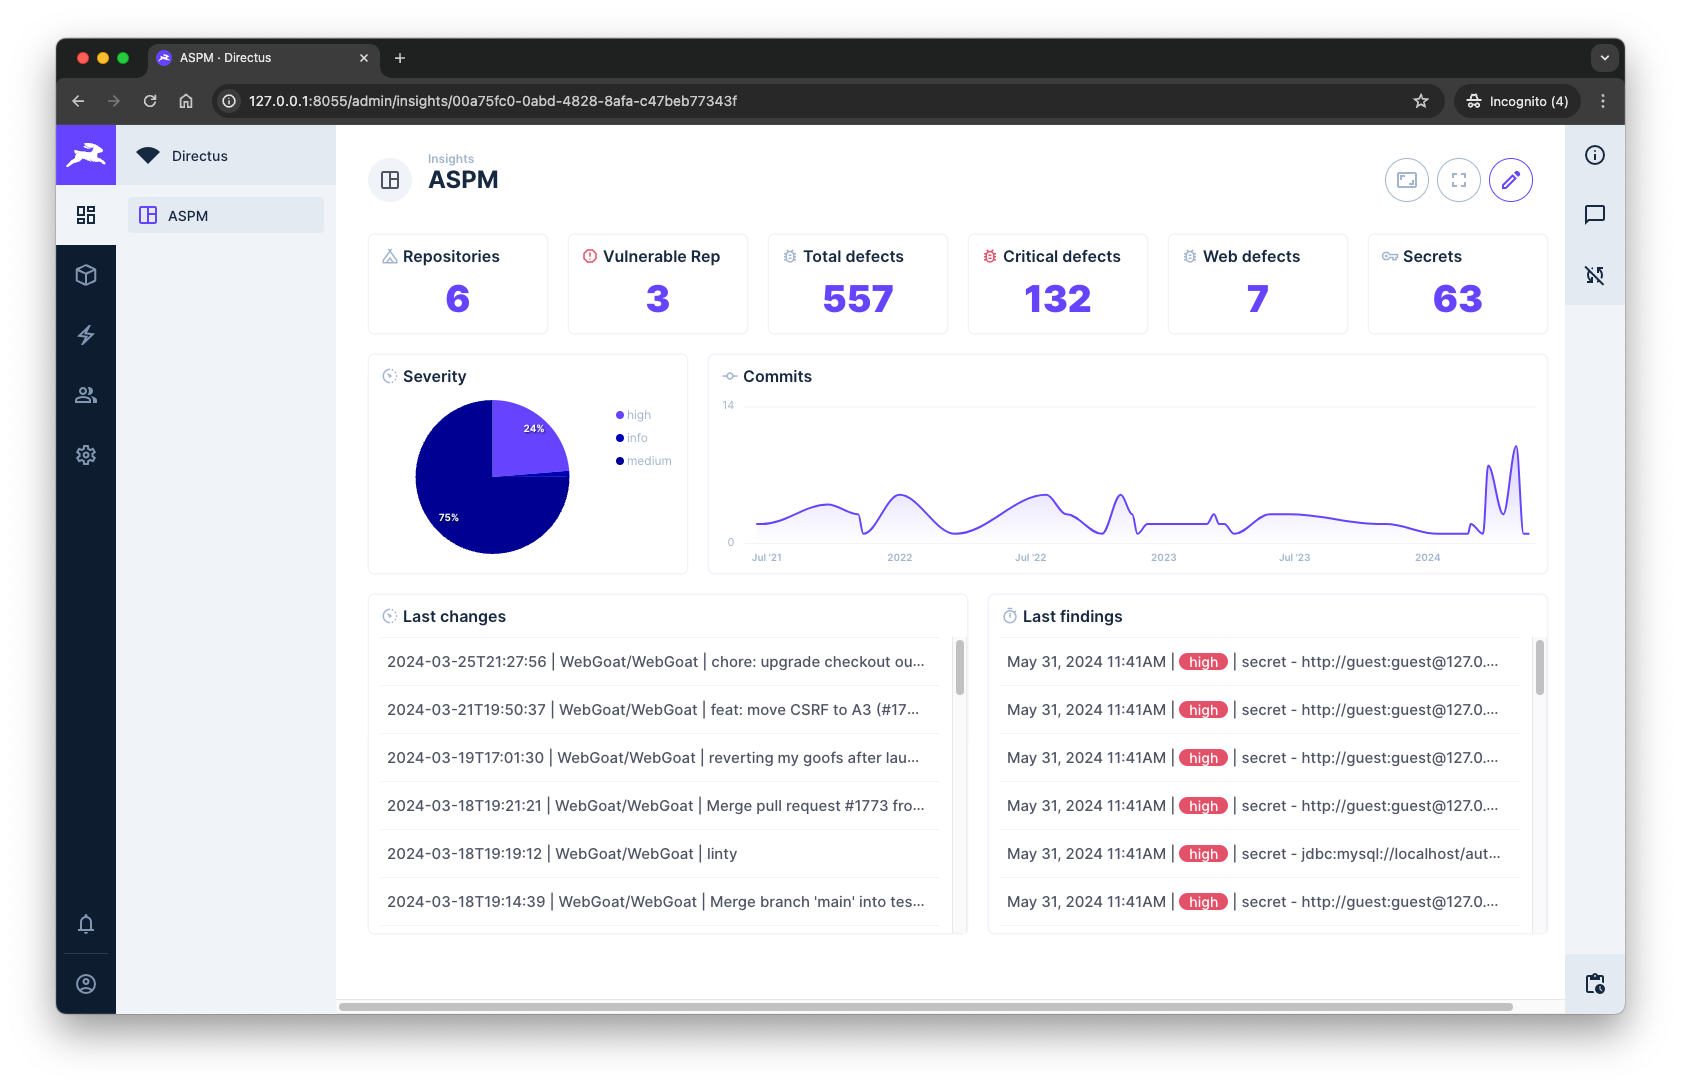 ASPM · Directus
127.0.0.1:8055/admin/insights/00a75fc0-0abd-4828-8afa-c47beb77343f
Incognito (4)
Directus
ASPM
Insights
ASPM
Repositories
6
Vulnerable Rep
3
Total defects
557
Critical defects
132
Web defects
7
Secrets
63
Severity
24%
75%
high
info
medium
Commits
14
0
Jul '21
2022
Jul '22
2023
Jul '23
2024
Last changes
2024-03-25T21:27:56 | WebGoat/WebGoat | chore: upgrade checkout ou...
2024-03-21T19:50:37 | WebGoat/WebGoat | feat: move CSRF to A3 (#17...
2024-03-19T17:01:30 | WebGoat/WebGoat | reverting my goofs after lau...
2024-03-18T19:21:21 | WebGoat/WebGoat | Merge pull request #1773 fro...
2024-03-18T19:19:12 | WebGoat/WebGoat | linty
2024-03-18T19:14:39 | WebGoat/WebGoat | Merge branch 'main' into tes...
Last findings
May 31, 2024 11:41AM | high | secret - http://guest:guest@127.0....
May 31, 2024 11:41AM | high | secret - http://guest:guest@127.0....
May 31, 2024 11:41AM | high | secret - http://guest:guest@127.0....
May 31, 2024 11:41AM | high | secret - http://guest:guest@127.0....
May 31, 2024 11:41AM | high | secret - jdbc:mysql://localhost/aut...
May 31, 2024 11:41AM | high | secret - http://guest:guest@127.0....